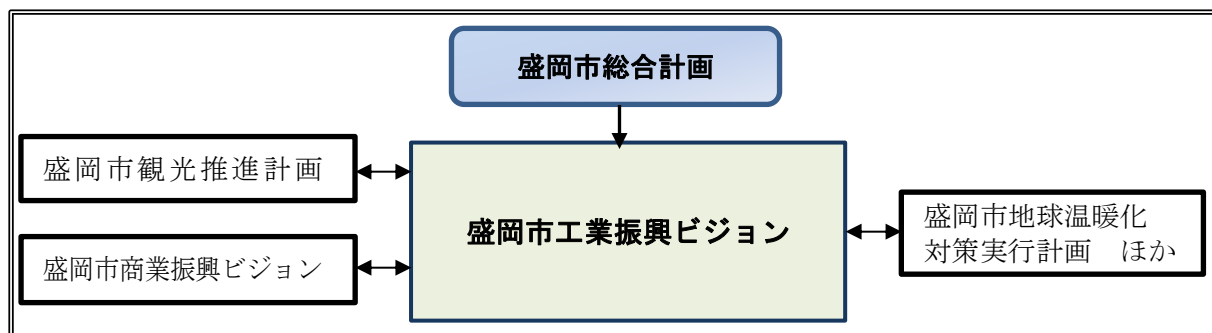 盛岡市総合計画
盛岡市観光推進計画
盛岡市工業振興ビジョン
盛岡市商業振興ビジョン
盛岡市地球温暖化
対策実行計画　ほか